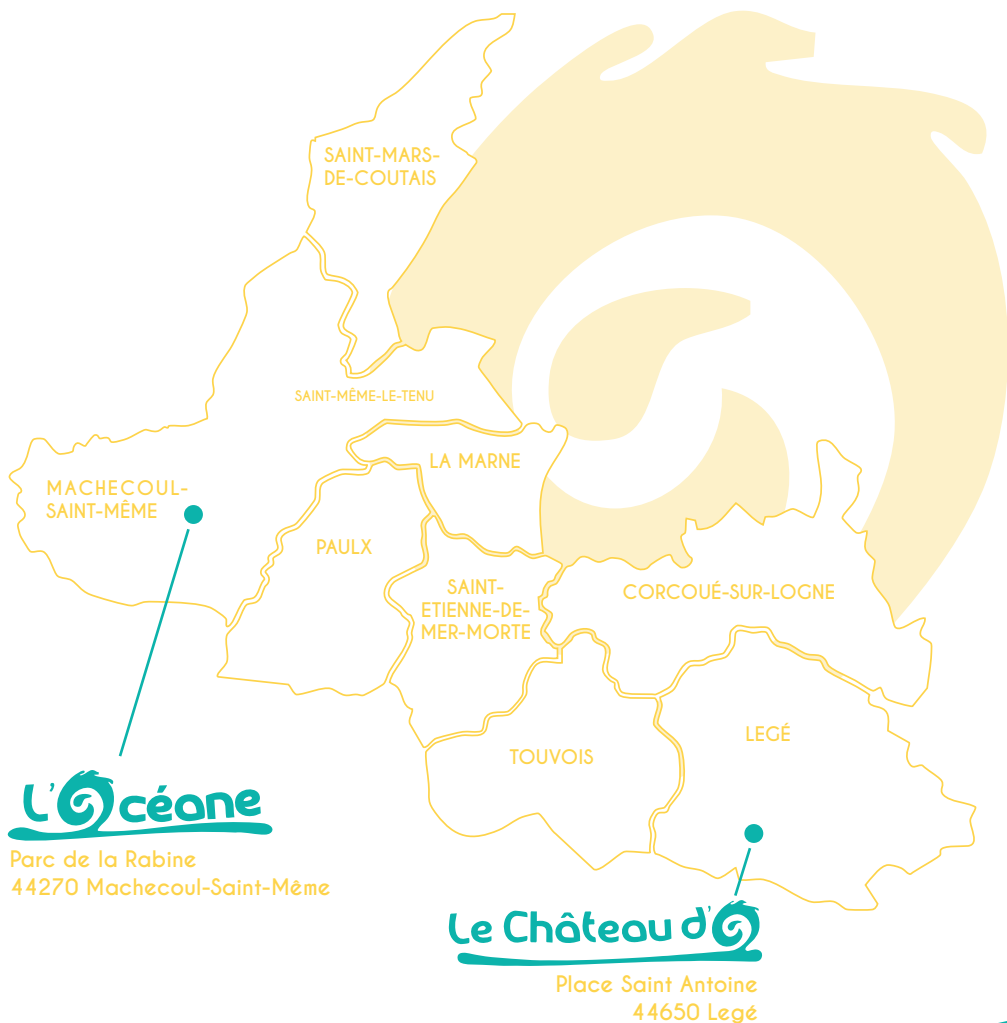 SAINT-MARS-
DE-COUTAIS
SAINT-MÊME-LE-TENU
LA MARNE
MACHECOUL-
SAINT-MÊME
PAULX
SAINT-
ETIENNE-DE-
MER-MORTE
CORCOUÉ-SUR-LOGNE
LEGÉ
TOUVOIS
L'Océane
Parc de la Rabine
44270 Machecoul-Saint-Même
Le Château d'O
Place Saint Antoine
44650 Legé